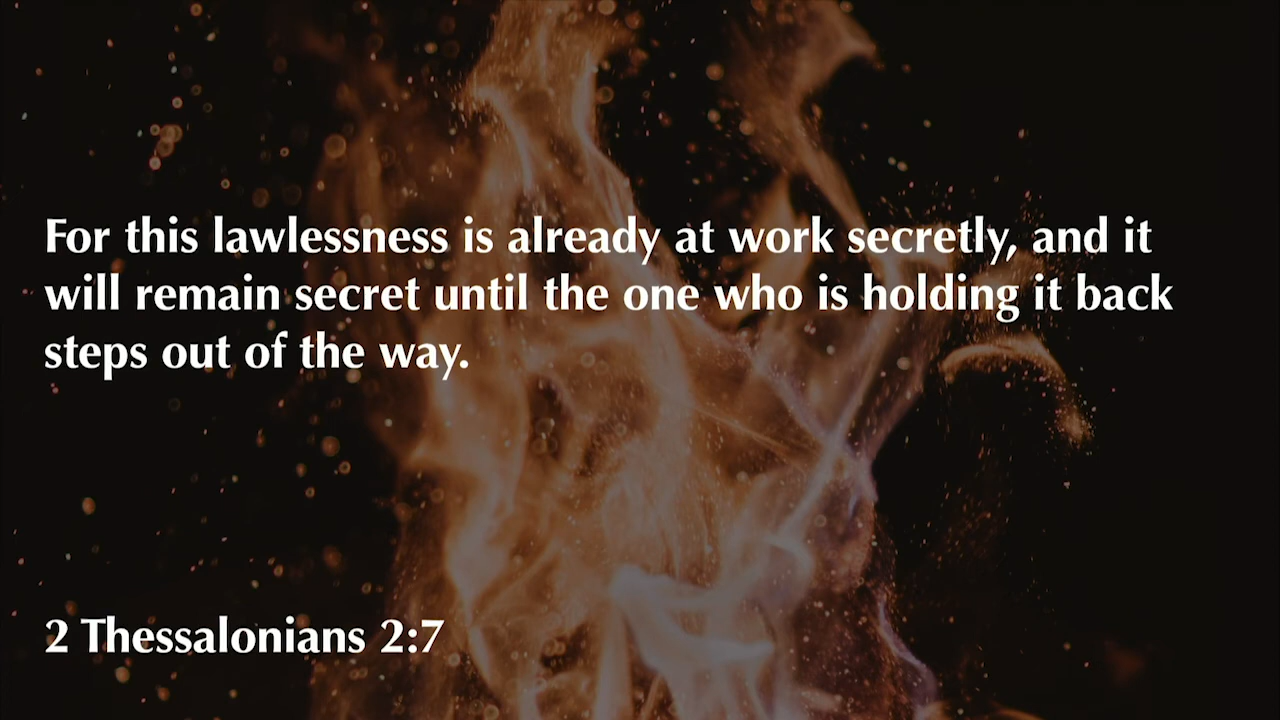 For this lawlessness is already at work secretly, and it
will remain secret until the one who is holding it back
steps out of the way.
2 Thessalonians 2:7